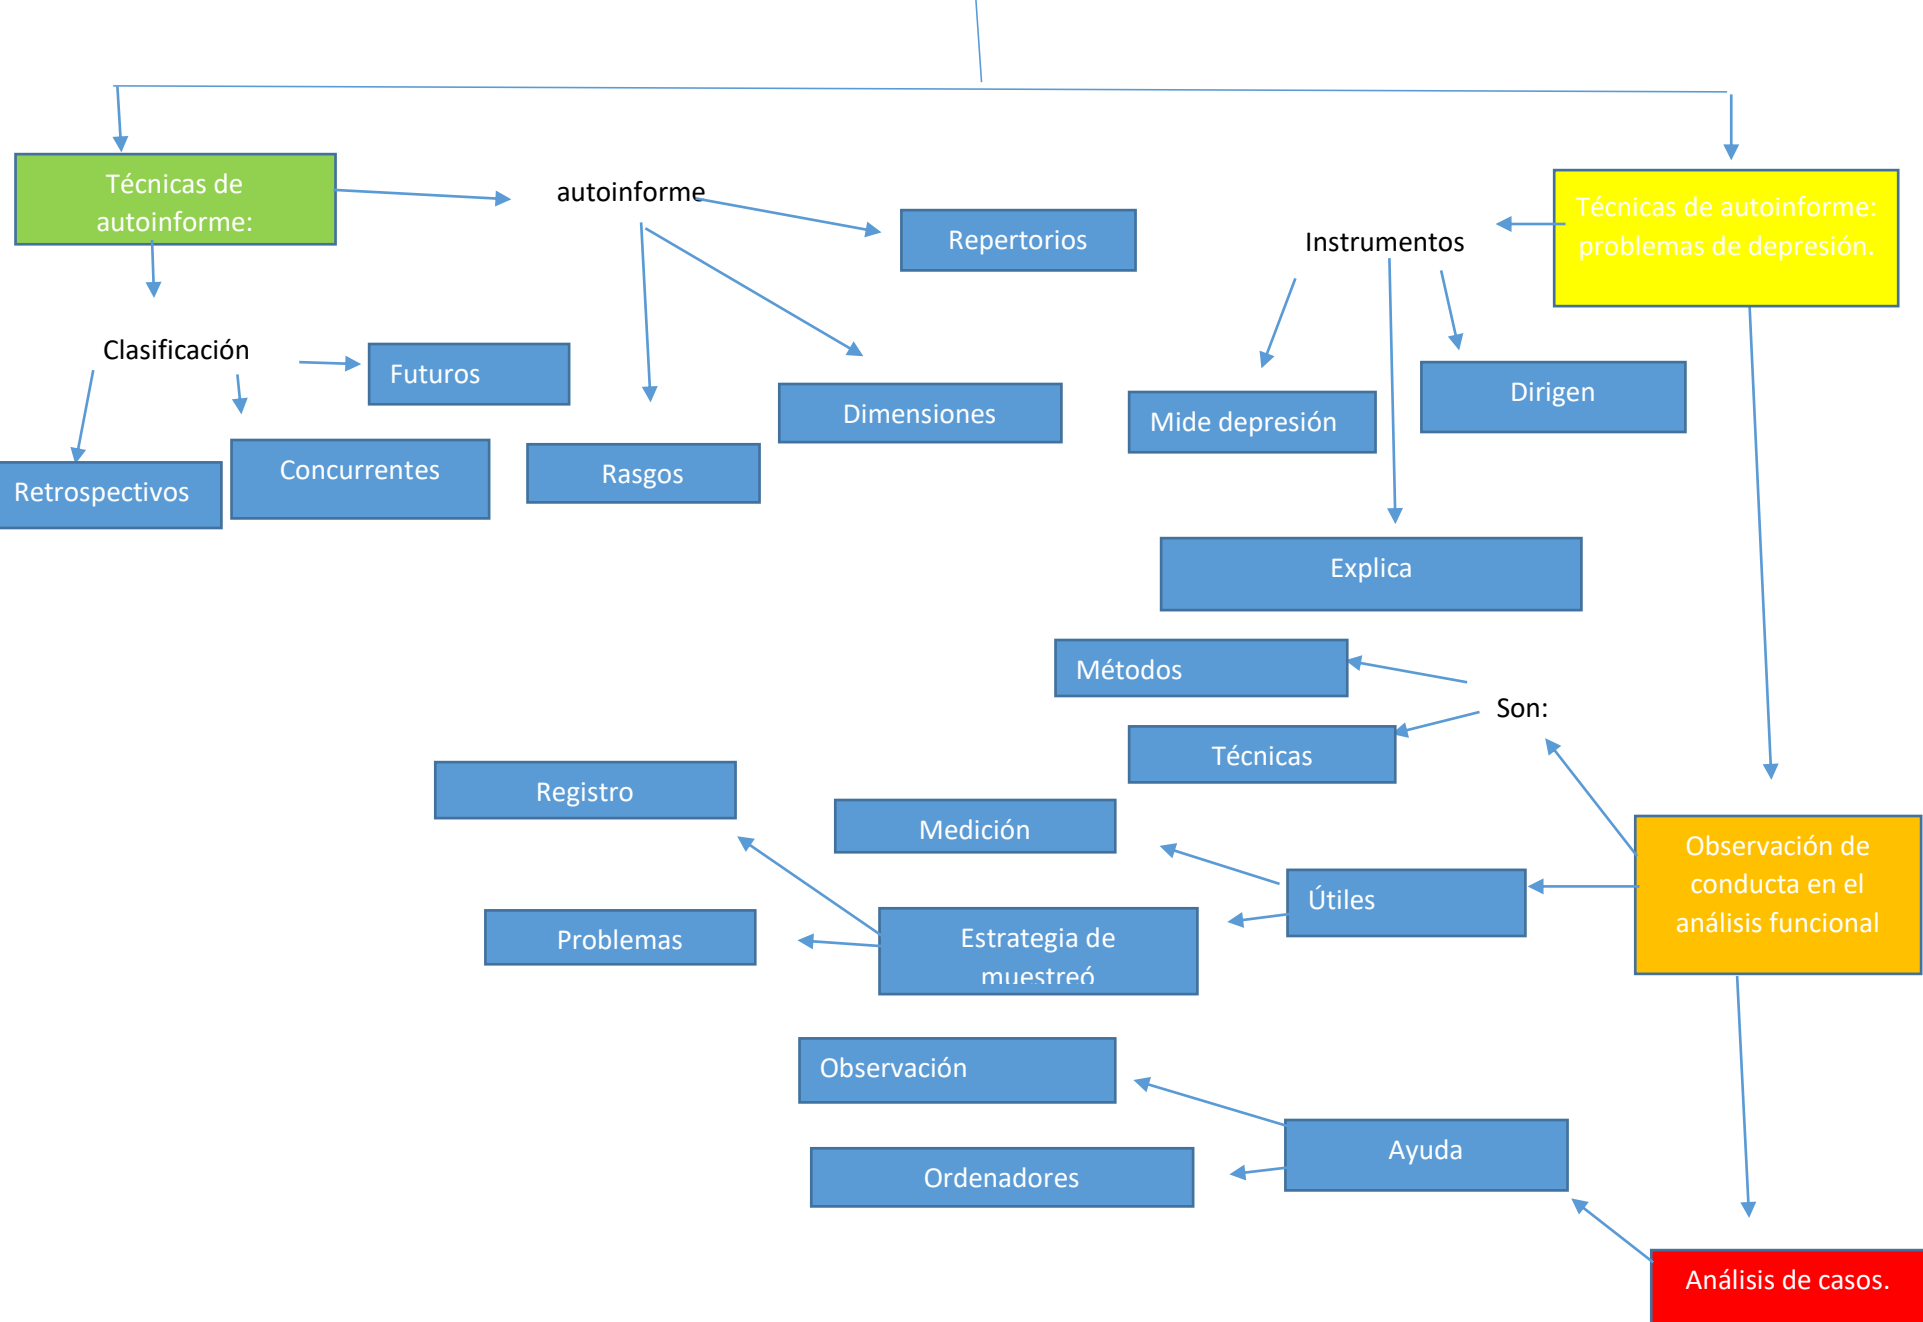 Técnicas de
autoinforme:
autoinforme
Repertorios
Instrumentos
Técnicas de autoinforme:
problemas de depresión.
Clasificación
Futuros
Dimensiones
Mide depresión
Dirigen
Retrospectivos
Concurrentes
Rasgos
Explica
Métodos
Son:
Técnicas
Registro
Medición
Observación de
conducta en el
análisis funcional
Útiles
Problemas
Estrategia de
muestreó
Observación
Ayuda
Ordenadores
Análisis de casos.